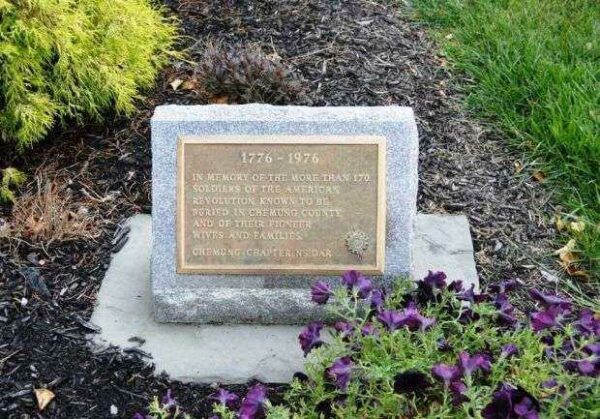 1776 - 1976
IN MEMORY OF THE MORE THAN 170
SOLDIERS OF THE AMERICAN
REVOLUTION KNOWN TO BE
BURIED IN CHEMUNG COUNTY
AND OF THEIR PIONEER
WIVES AND FAMILIES.
CHEMUNG CHAPTER NSDAR